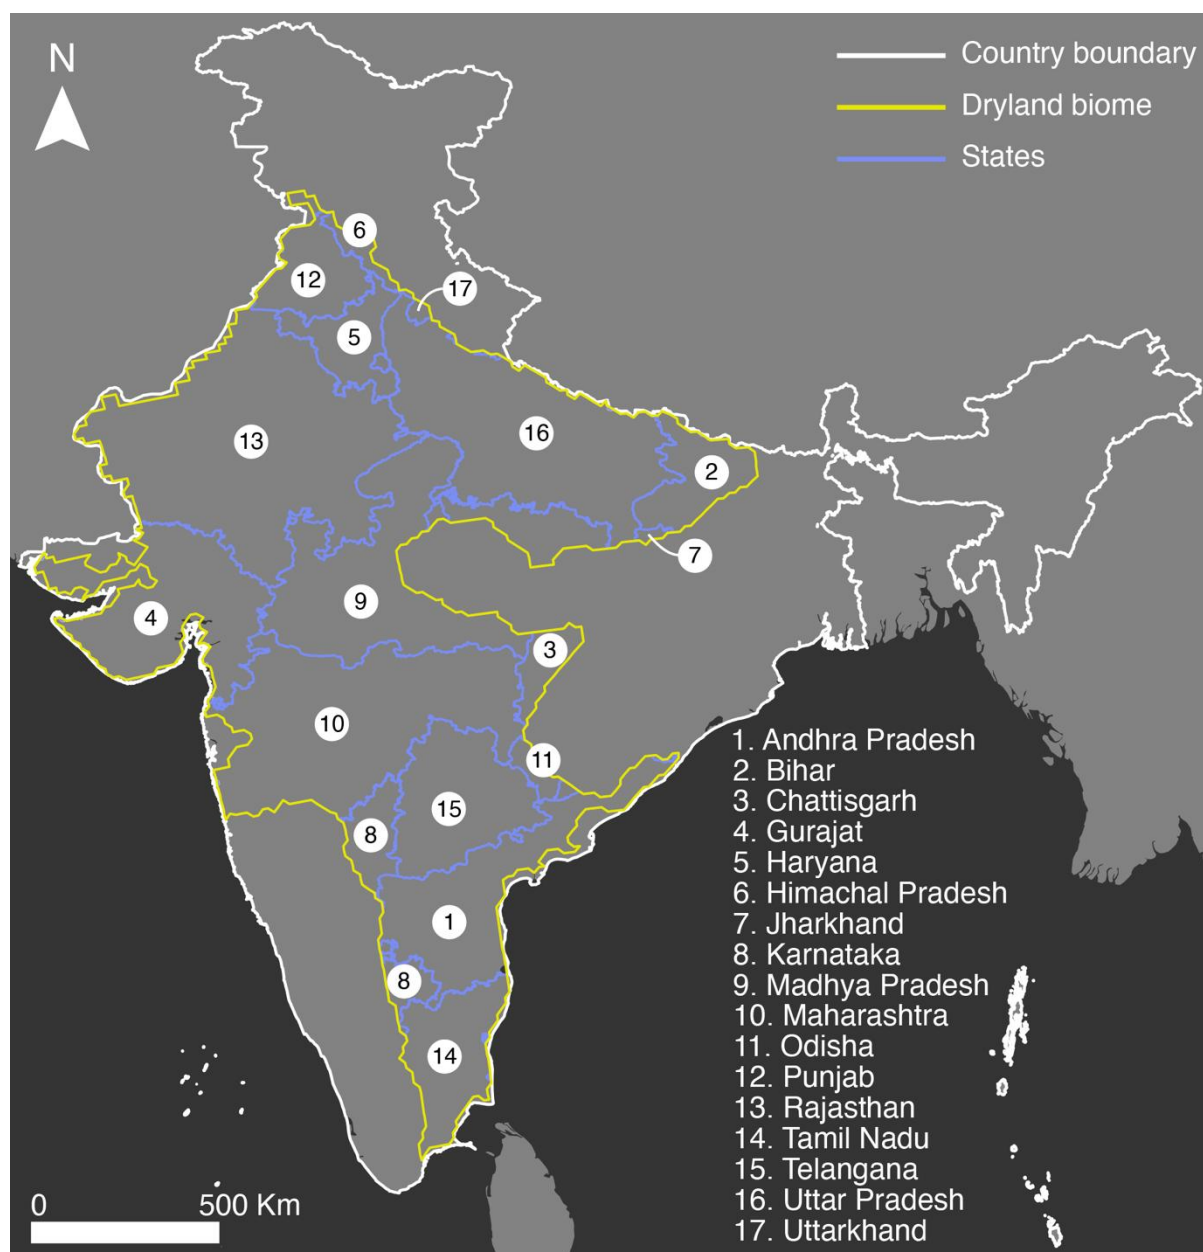 N
Country boundary
Dryland biome
States
6
12
17
5
13
16
2
7
9
4
3
10
11
15
8
1
8
14
1. Andhra Pradesh
2. Bihar
3. Chattisgarh
4. Gurajat
5. Haryana
6. Himachal Pradesh
7. Jharkhand
8. Karnataka
9. Madhya Pradesh
10. Maharashtra
11. Odisha
12. Punjab
13. Rajasthan
14. Tamil Nadu
15. Telangana
16. Uttar Pradesh
17. Uttarkhand
0 500 Km